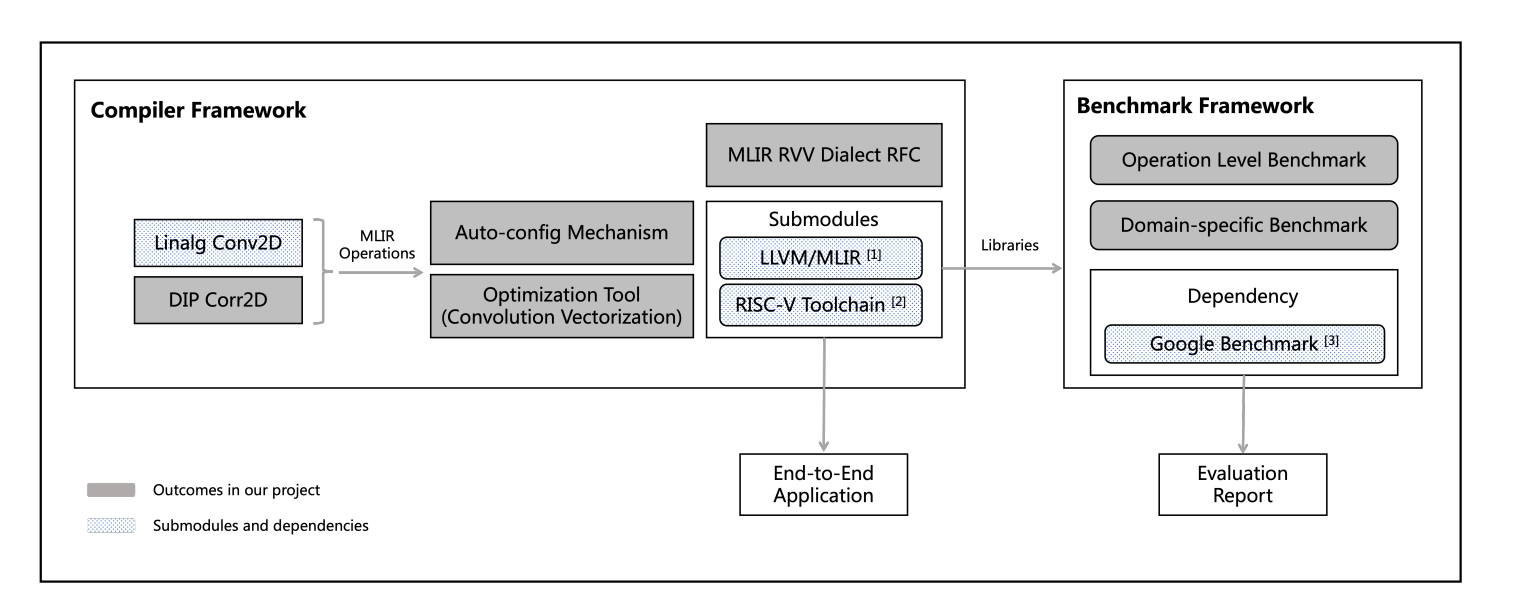 Compiler Framework
MLIR RVV Dialect RFC
Linalg Conv2D
DIP Corr2D
MLIR
Operations
Auto-config Mechanism
Optimization Tool
(Convolution Vectorization)
Submodules
LLVM/MLIR [1]
RISC-V Toolchain [2]
Libraries
Benchmark Framework
Operation Level Benchmark
Domain-specific Benchmark
Dependency
Google Benchmark [3]
End-to-End
Application
Evaluation
Report
Outcomes in our project
Submodules and dependencies